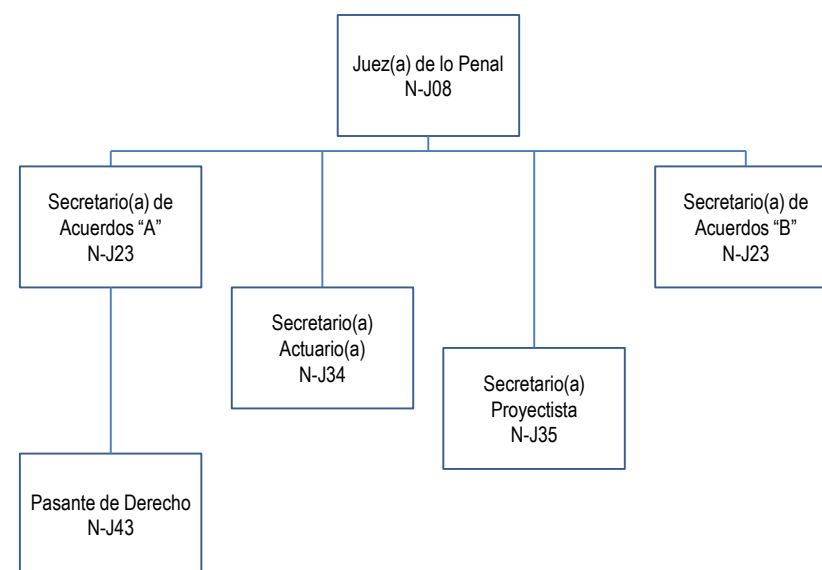 Juez(a) de lo Penal
N-J08
Secretario(a) de
Acuerdos “A”
N-J23
Secretario(a) de
Acuerdos “B”
N-J23
Secretario(a)
Actuario(a)
N-J34
Secretario(a)
Proyectista
N-J35
Pasante de Derecho
N-J43